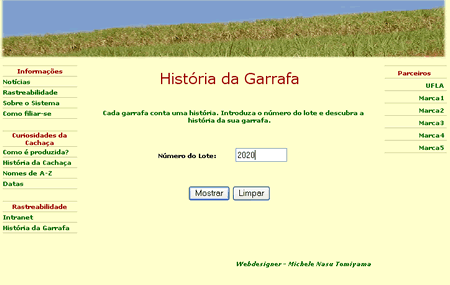 Informações
Notícias
Rastreabilidade
Sobre o Sistema
Como filiar-se
Curiosidades da
Cachaça
Como é produzida?
História da Cachaça
Nomes de A-Z
Datas
Rastreabilidade
Intranet
História da Garrafa
História da Garrafa
Cada garrafa conta uma história. Introduza o número do lote e descubra a
história da sua garrafa.
Número do Lote: 2020
Mostrar Limpar
Webdesigner - Michele Nasu Tomiyama
Parceiros
UFLA
Marca1
Marca2
Marca3
Marca4
Marca5